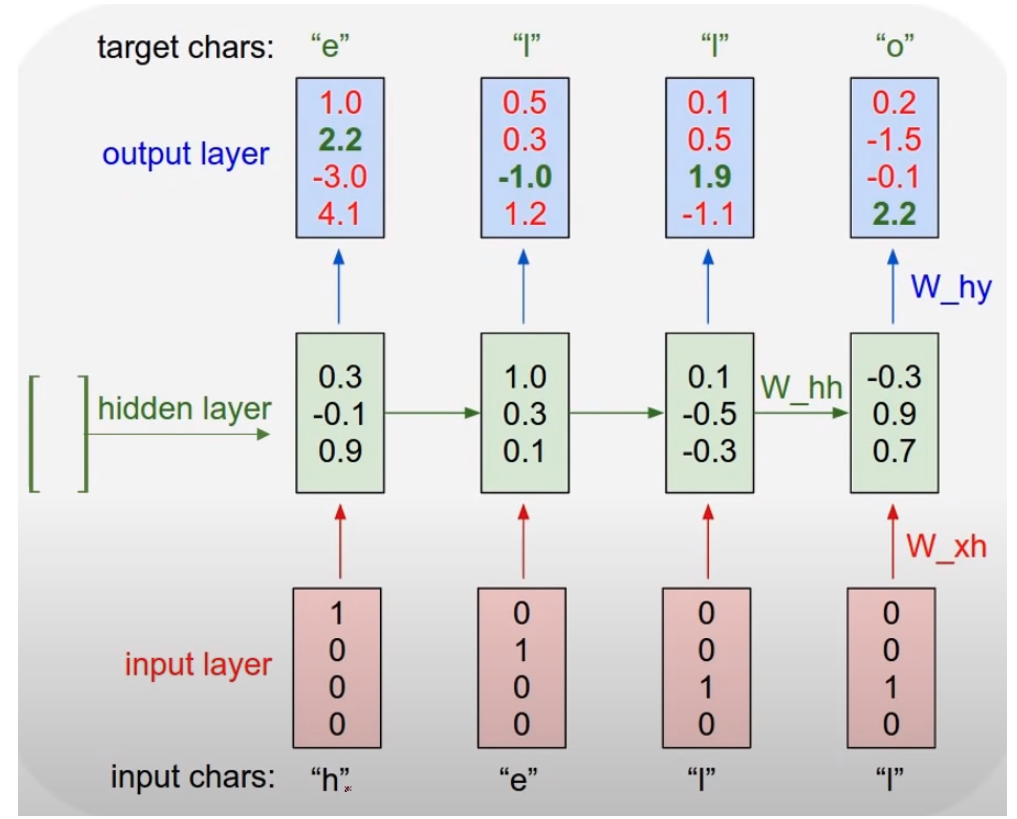 target chars: “e” “l” “l” “o”
output layer
1.0 0.5 0.1 0.2
2.2 0.3 0.5 -1.5
-3.0 -1.0 1.9 -0.1
4.1 1.2 -1.1 2.2
W_hy
hidden layer
0.3 1.0 0.1 -0.3
-0.1 0.3 -0.5 0.9
0.9 0.1 -0.3 0.7
W_hh
W_xh
input layer
1 0 0 0
0 1 0 0
0 0 1 1
0 0 0 0
input chars: “h” “e” “l” “l”